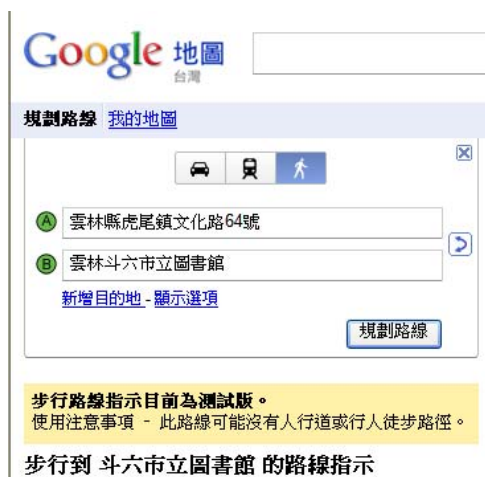 Google 地圖
台灣
規劃路線 我的地圖
A 雲林縣虎尾鎮文化路64號
B 雲林斗六市立圖書館
新增目的地 - 顯示選項
規劃路線
步行路線指示目前為測試版。
使用注意事項 - 此路線可能沒有人行道或行人徒步路徑。
步行到 斗六市立圖書館 的路線指示